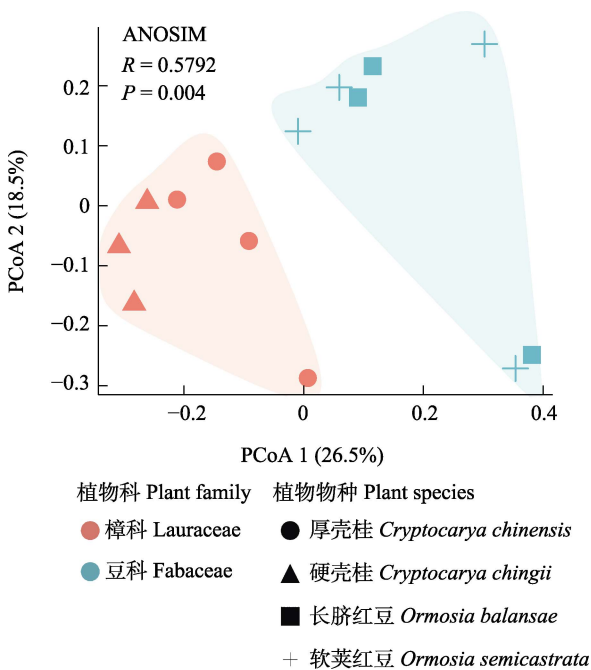 ANOSIM
R = 0.5792
P = 0.004
0.2
0.1
0
−0.1
−0.2
−0.3
PCoA 2 (18.5%)
−0.2 0 0.2 0.4
PCoA 1 (26.5%)
植物科 Plant family
樟科 Lauraceae
豆科 Fabaceae
植物物种 Plant species
厚壳桂 Cryptocarya chinensis
硬壳桂 Cryptocarya chingii
长脐红豆 Ormosia balansae
软荚红豆 Ormosia semicastrata